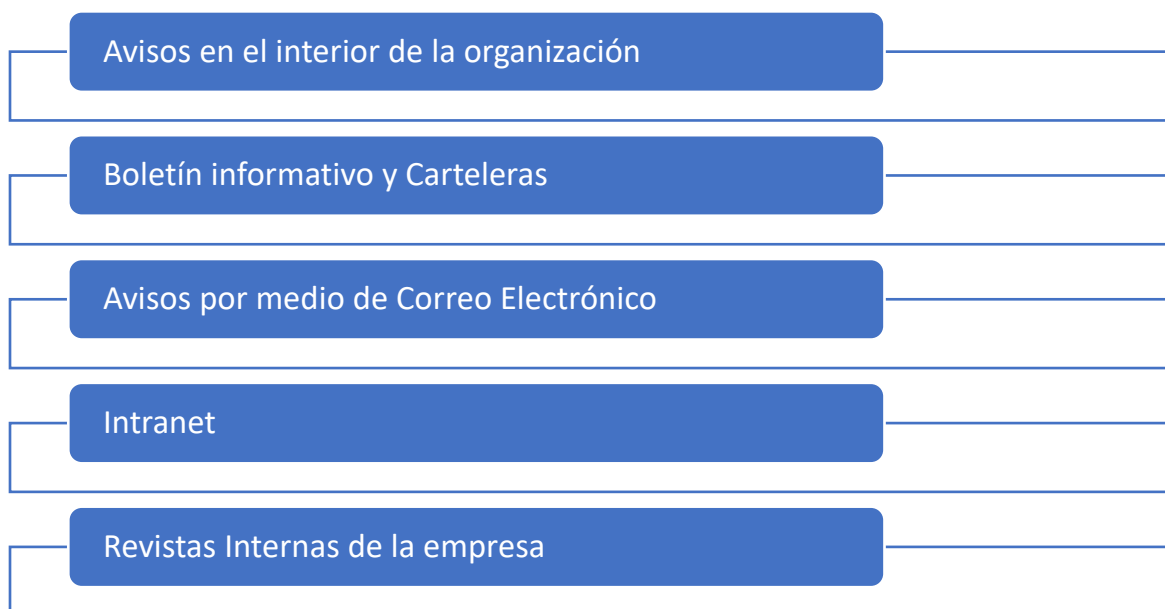 Avisos en el interior de la organización
Boletín informativo y Carteleras
Avisos por medio de Correo Electrónico
Intranet
Revistas Internas de la empresa